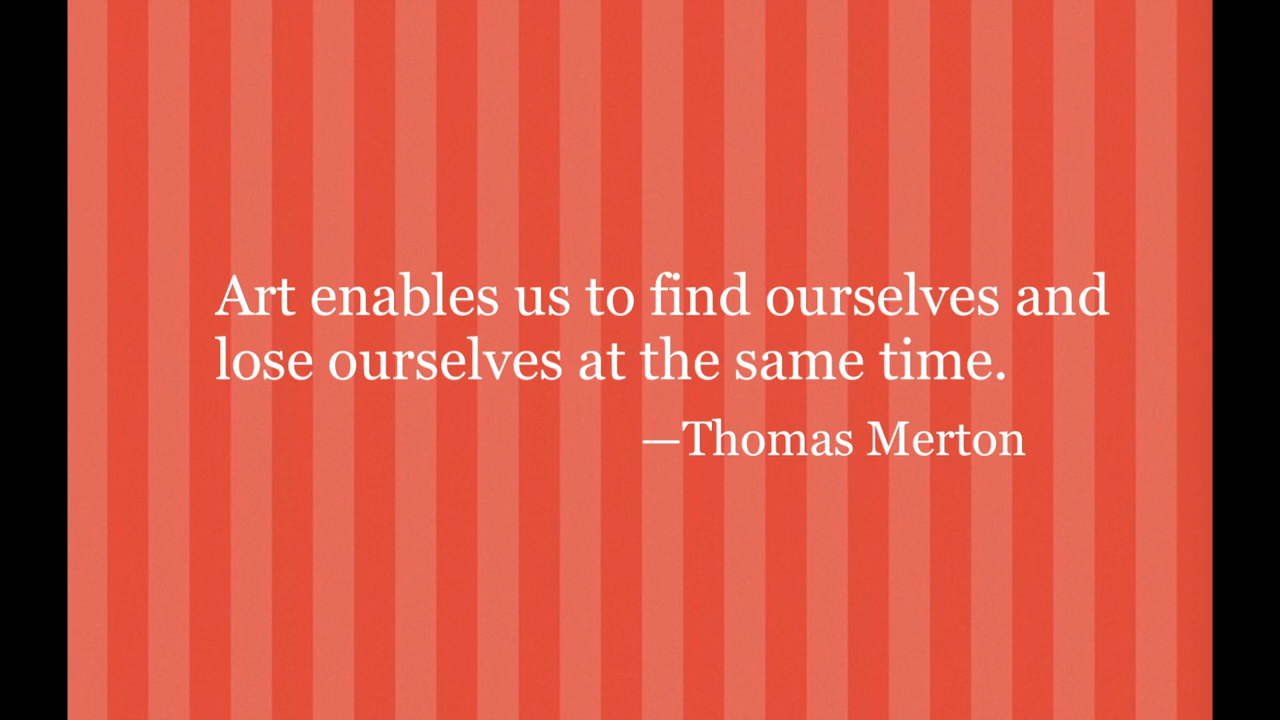 Art enables us to find ourselves and
lose ourselves at the same time.
—Thomas Merton